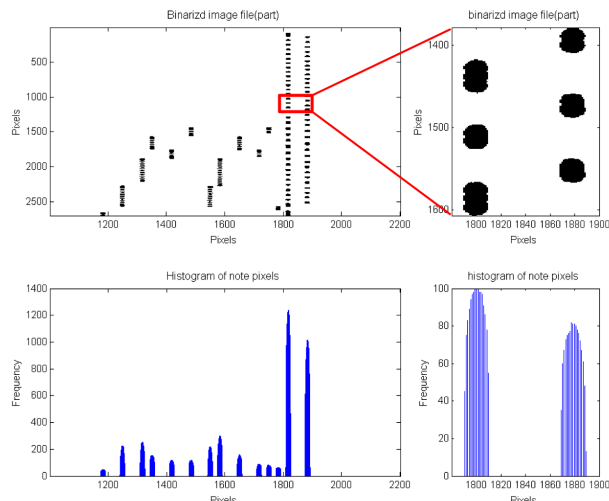 Binarizd image file(part)
binarized image file(part)
500
1000
1500
2000
2500
Pixels
1200 1400 1600 1800 2000 2200
Pixels
1400
1500
1600
Pixels
1800 1820 1840 1860 1880 1900
Pixels
Histogram of note pixels
histogram of note pixels
1400
1200
1000
800
600
400
200
0
Frequency
1200 1400 1600 1800 2000 2200
Pixels
100
80
60
40
20
0
Frequency
1800 1820 1840 1860 1880 1900
Pixels